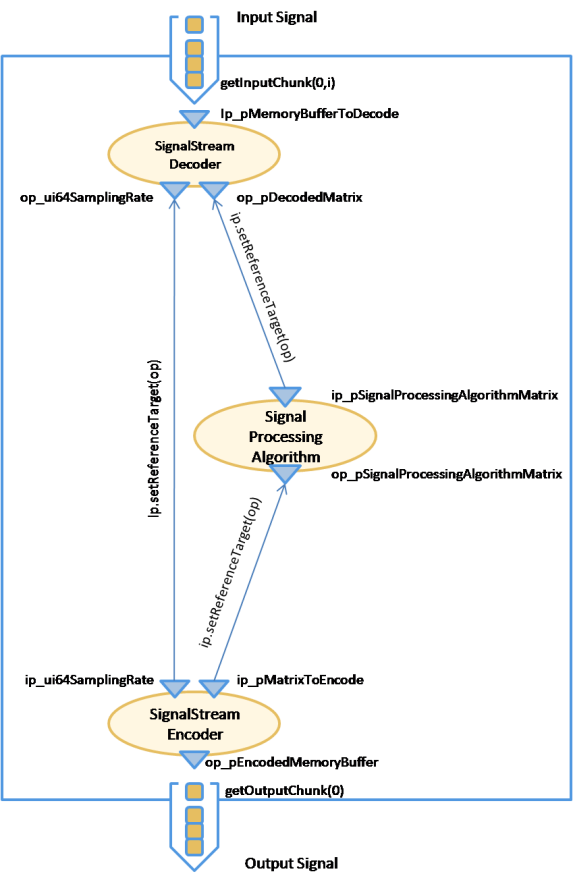 Input Signal
getInputChunk(0,i)
Ip_pMemoryBufferToDecode
SignalStream
Decoder
op_ui64SamplingRate
op_pDecodedMatrix
ip.setReferenceTarget(op)
Ip.setReferenceTarget(op)
ip_pSignalProcessingAlgorithmMatrix
Signal
Processing
Algorithm
op_pSignalProcessingAlgorithmMatrix
ip.setReferenceTarget(op)
ip_ui64SamplingRate
ip_pMatrixToEncode
SignalStream
Encoder
op_pEncodedMemoryBuffer
getOutputChunk(0)
Output Signal